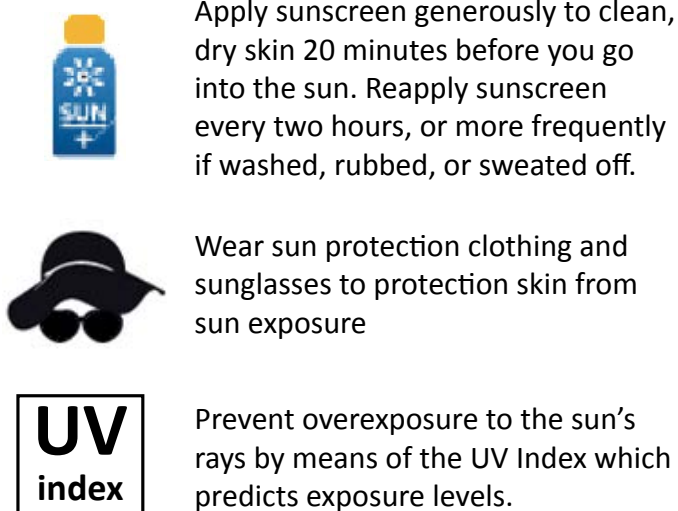 Apply sunscreen generously to clean,
dry skin 20 minutes before you go
into the sun. Reapply sunscreen
every two hours, or more frequently
if washed, rubbed, or sweated off.
SUN
+
Wear sun protection clothing and
sunglasses to protection skin from
sun exposure
UV
index
Prevent overexposure to the sun’s
rays by means of the UV Index which
predicts exposure levels.